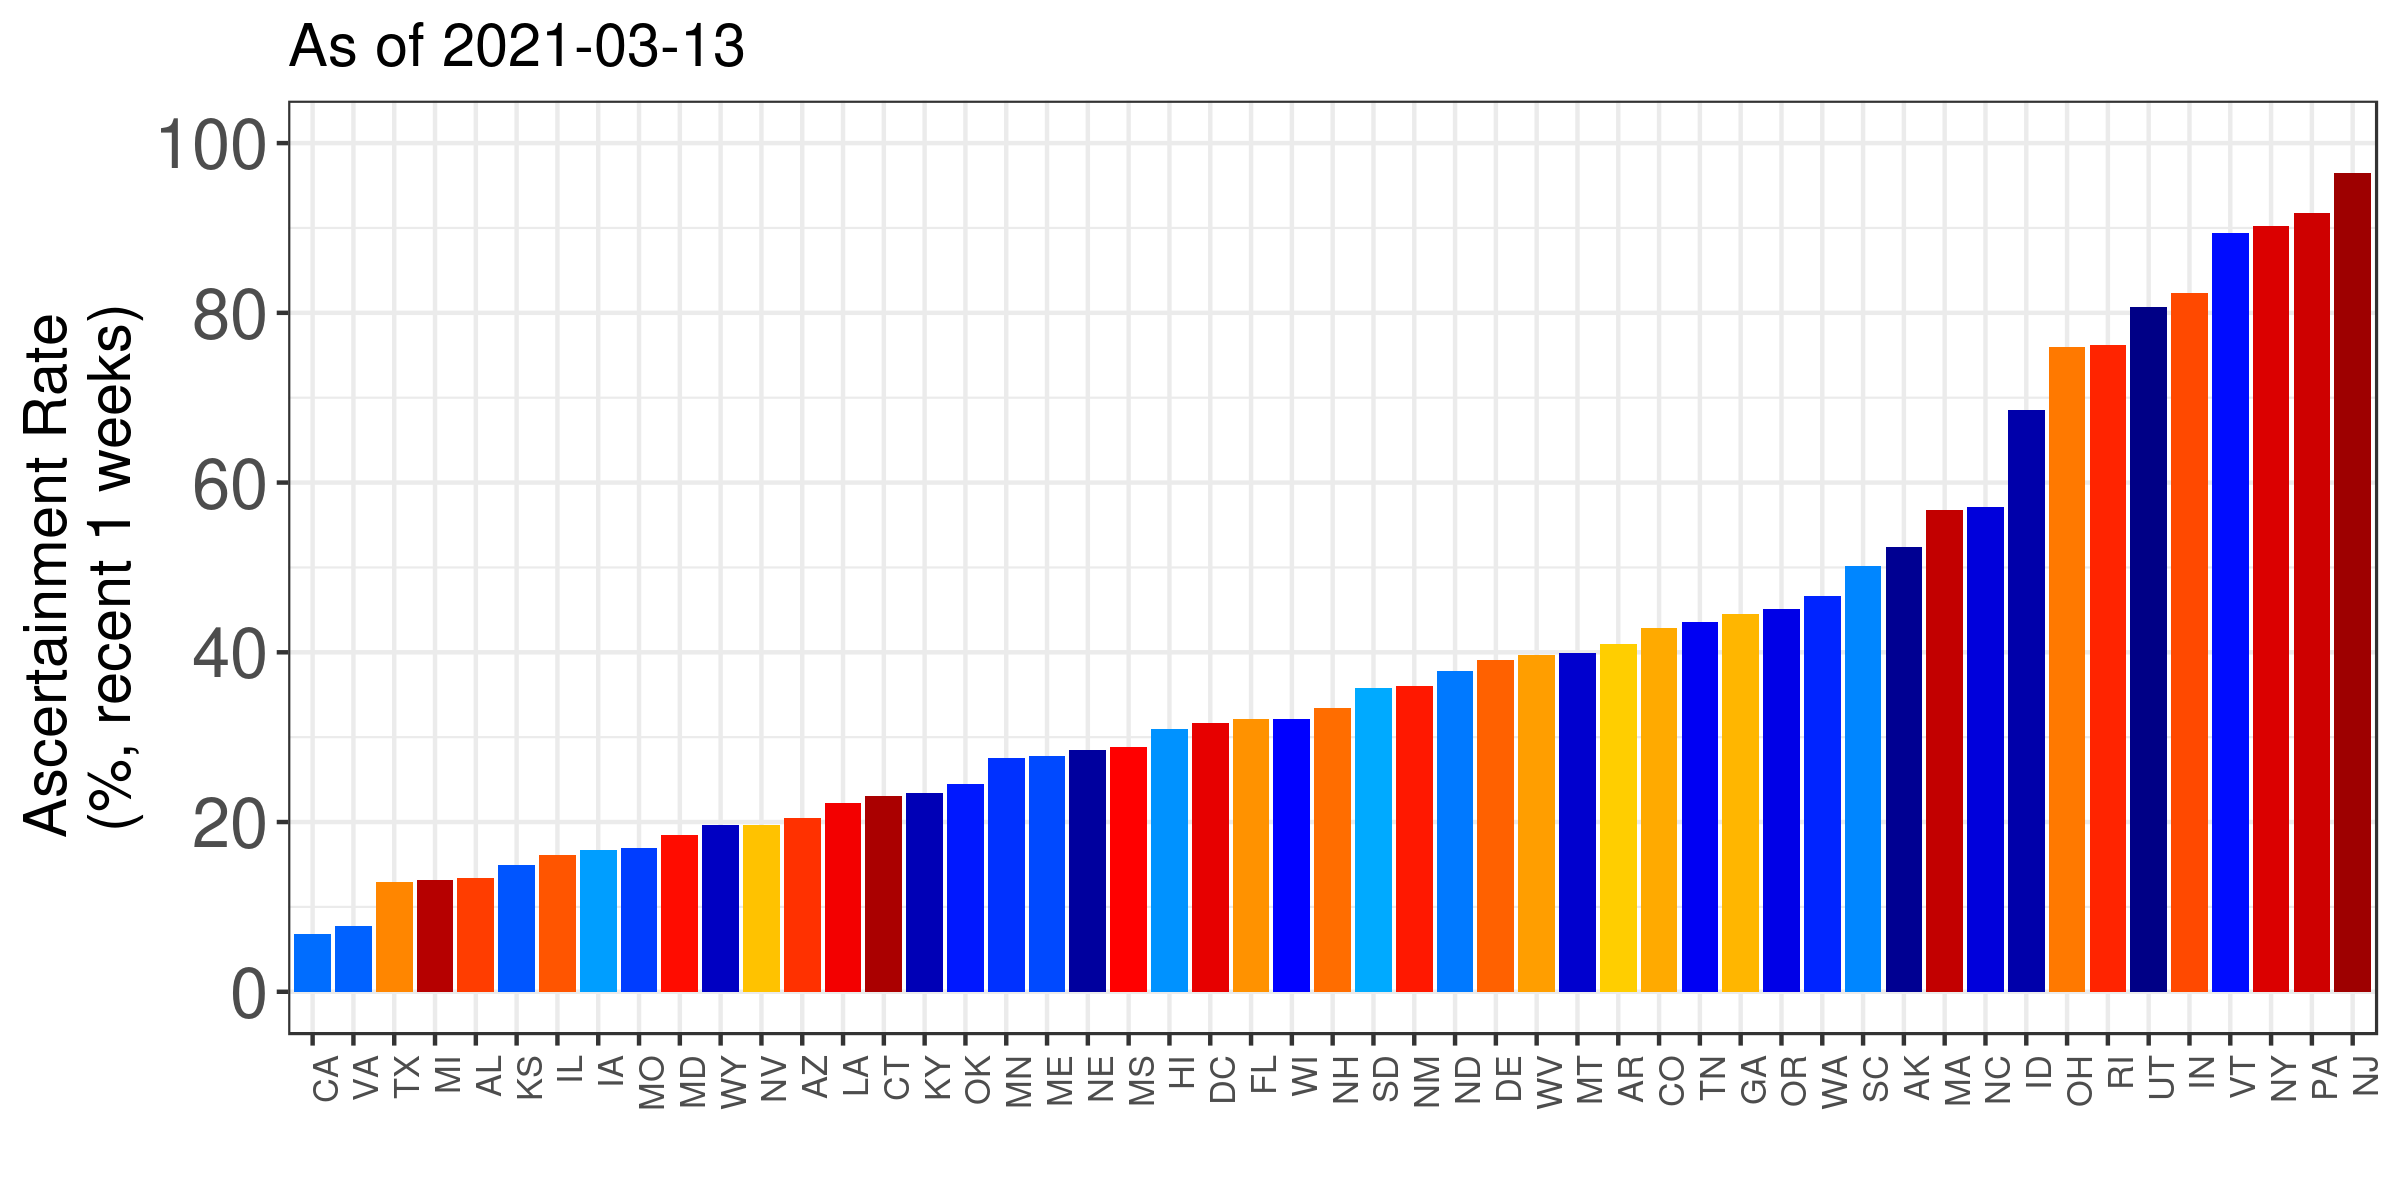 As of 2021-03-13
Ascertainment Rate
(%, recent 1 weeks)
100
80
60
40
20
0
CA VA TX MI AL KS IL IA MO MD WY NV AZ LA CT KY OK MN ME NE MS HI DC FL WI NH SD NM ND DE WV MT AR CO TN GA OR WA SC AK MA NC ID OH RI UT IN VT NY PA NJ